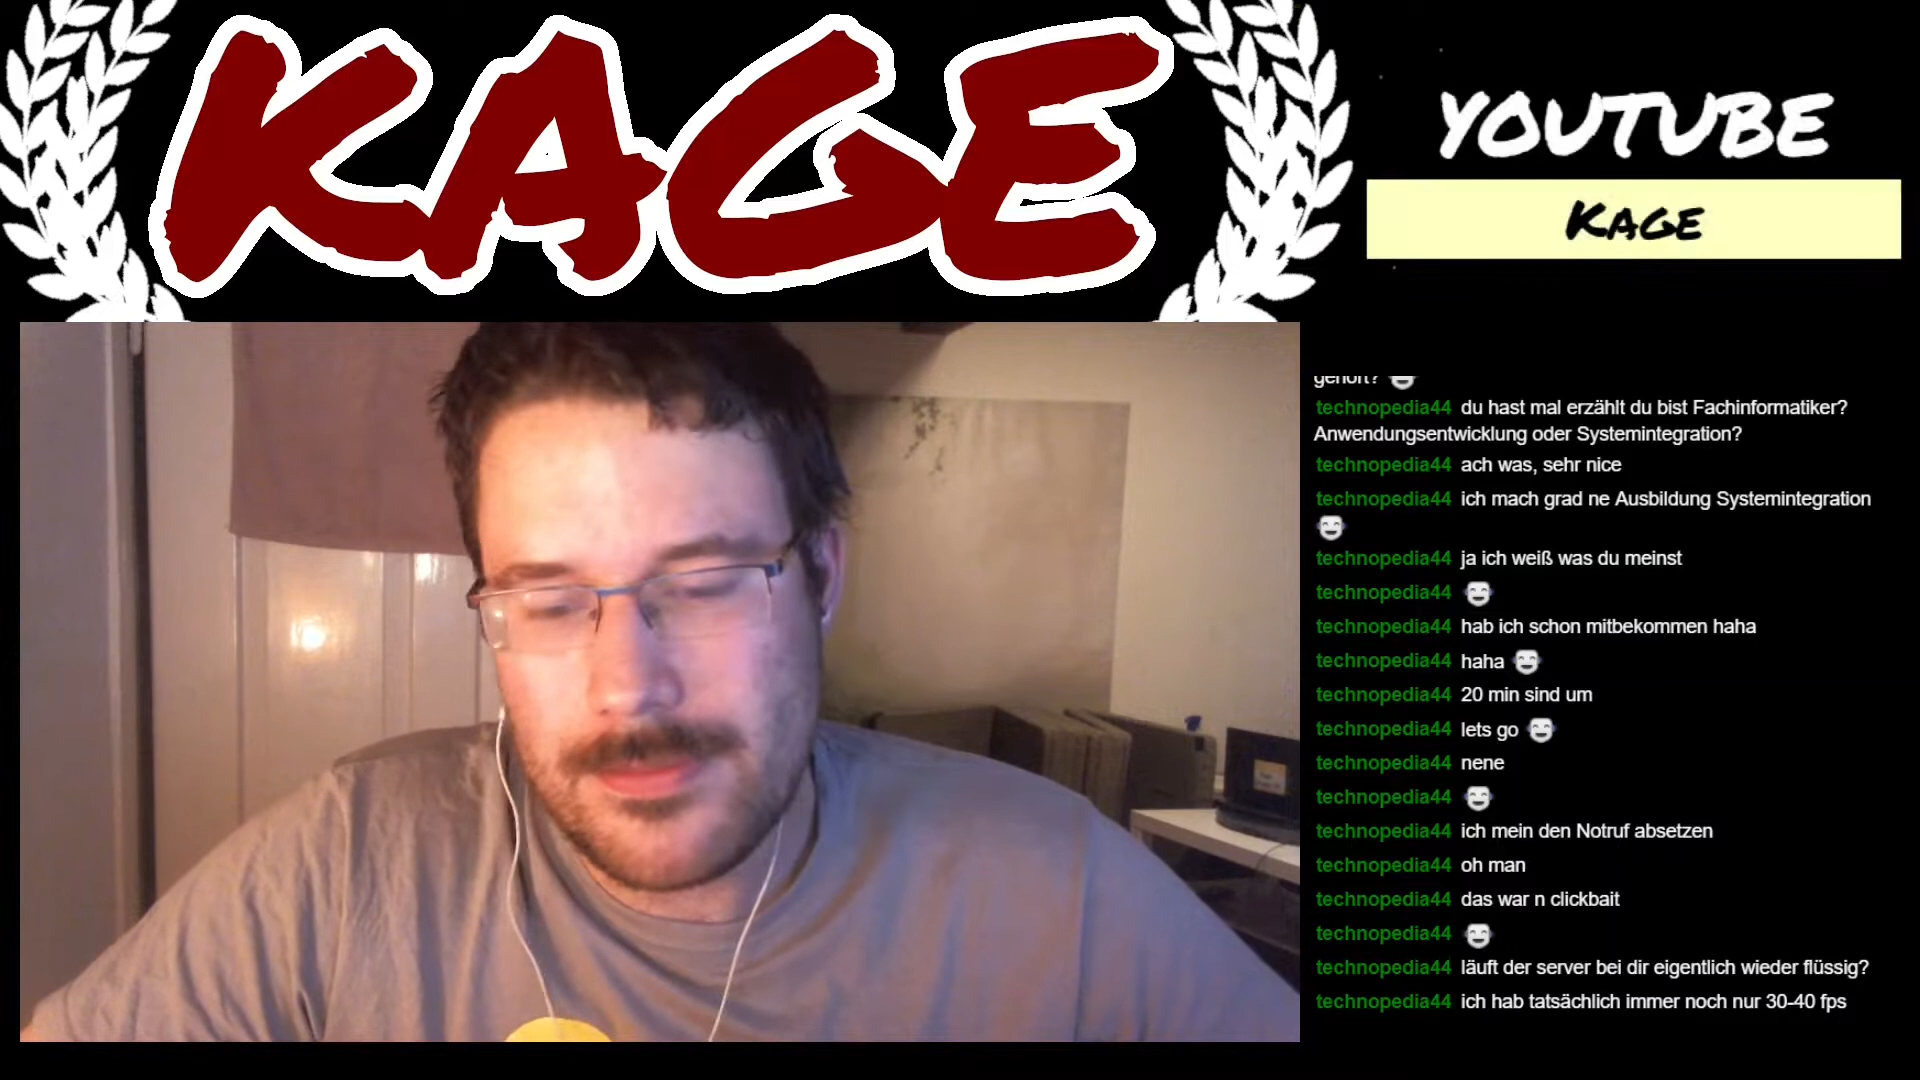 KAGE
YOUTUBE
KAGE
gehört?
technopedia44 du hast mal erzählt du bist Fachinformatiker?
Anwendungsentwicklung oder Systemintegration?
technopedia44 ach was, sehr nice
technopedia44 ich mach grad ne Ausbildung Systemintegration
technopedia44 ja ich weiß was du meinst
technopedia44
technopedia44 hab ich schon mitbekommen haha
technopedia44 haha
technopedia44 20 min sind um
technopedia44 lets go
technopedia44 nene
technopedia44
technopedia44 ich mein den Notruf absetzen
technopedia44 oh man
technopedia44 das war n clickbait
technopedia44
technopedia44 läuft der server bei dir eigentlich wieder flüssig?
technopedia44 ich hab tatsächlich immer noch nur 30-40 fps